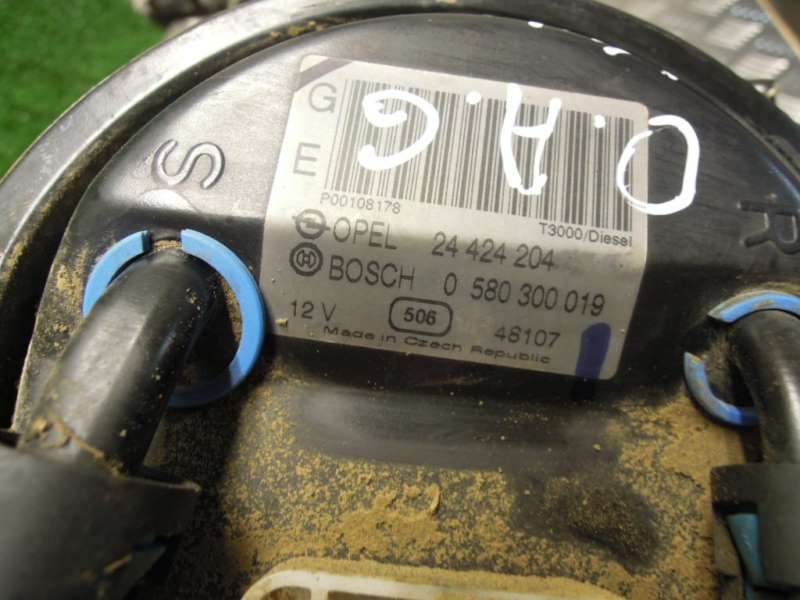 G
E
G.A.O
P00108178
T3000/Diesel
OPEL 24 424 204
BOSCH 0 580 300 019
12 V 506 48107
Made in Czech Republic
S
R